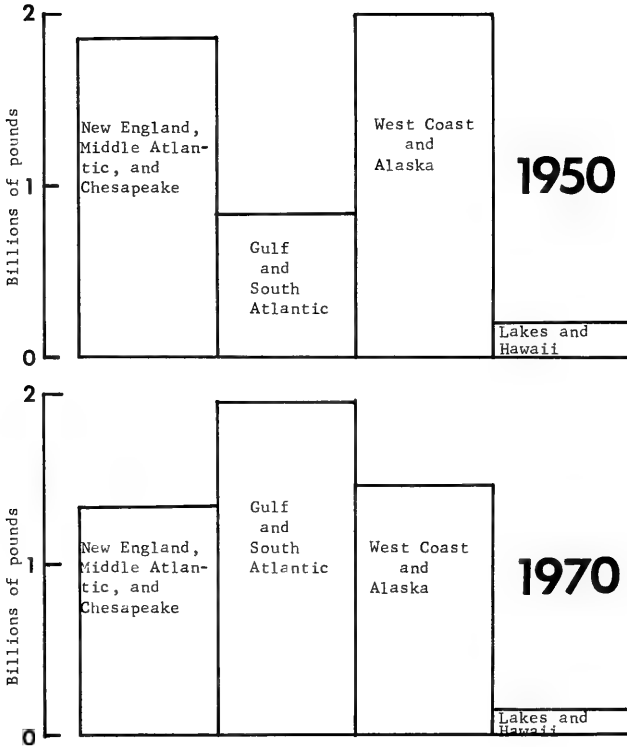 2
1
0
Billions of pounds
New England,
Middle Atlan-
tic, and
Chesapeake
Gulf
and
South
Atlantic
West Coast
and
Alaska
1950
Lakes and
Hawaii
2
1
0
Billions of pounds
New England,
Middle Atlan-
tic, and
Chesapeake
Gulf
and
South
Atlantic
West Coast
and
Alaska
1970
Lakes and
Hawaii